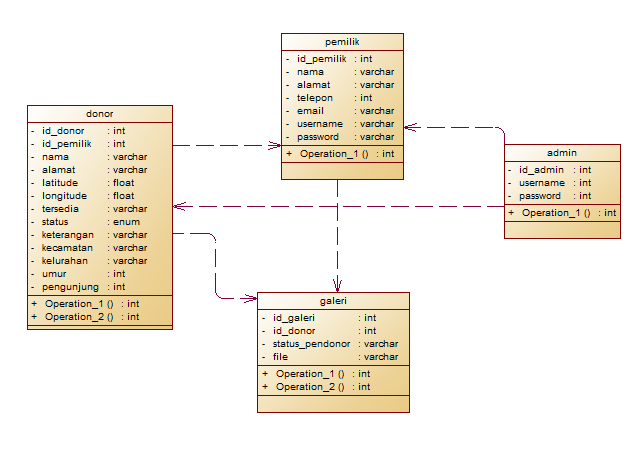 pemilik
- id_pemilik : int
- nama : varchar
- alamat : varchar
- telepon : int
- email : varchar
- username : varchar
- password : varchar
+ Operation_1 () : int
donor
- id_donor : int
- id_pemilik : int
- nama : varchar
- alamat : varchar
- latitude : float
- longitude : float
- tersedia : varchar
- status : enum
- keterangan : varchar
- kecamatan : varchar
- kelurahan : varchar
- umur : int
- pengunjung : int
+ Operation_1 () : int
+ Operation_2 () : int
admin
- id_admin : int
- username : int
- password : int
+ Operation_1 () : int
galeri
- id_galeri : int
- id_donor : int
- status_pendonor : varchar
- file : varchar
+ Operation_1 () : int
+ Operation_2 () : int